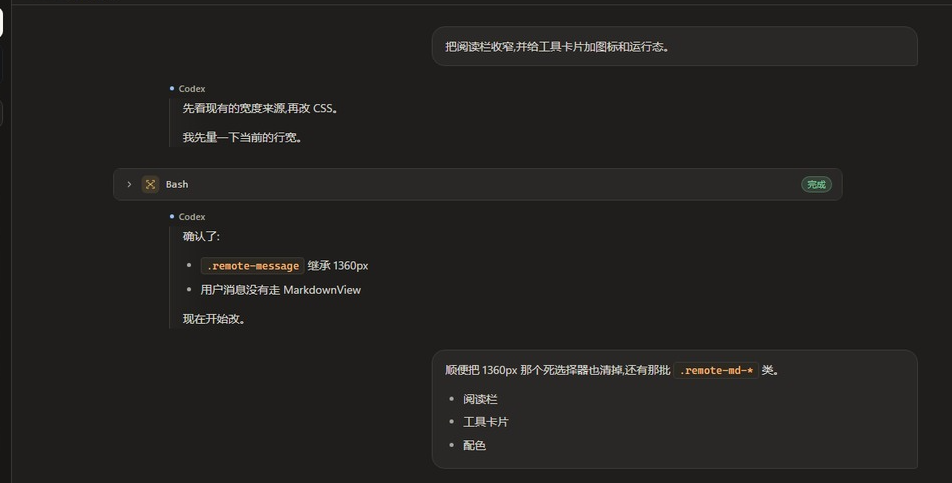 把阅读栏收窄,并给工具卡片加图标和运行态。
Codex
先看现有的宽度来源,再改 CSS。
我先量一下当前的行宽。
Bash
完成
Codex
确认了:
.remote-message 继承 1360px
用户消息没有走 MarkdownView
现在开始改。
顺便把 1360px 那个死选择器也清掉,还有那批 .remote-md-* 类。
阅读栏
工具卡片
配色